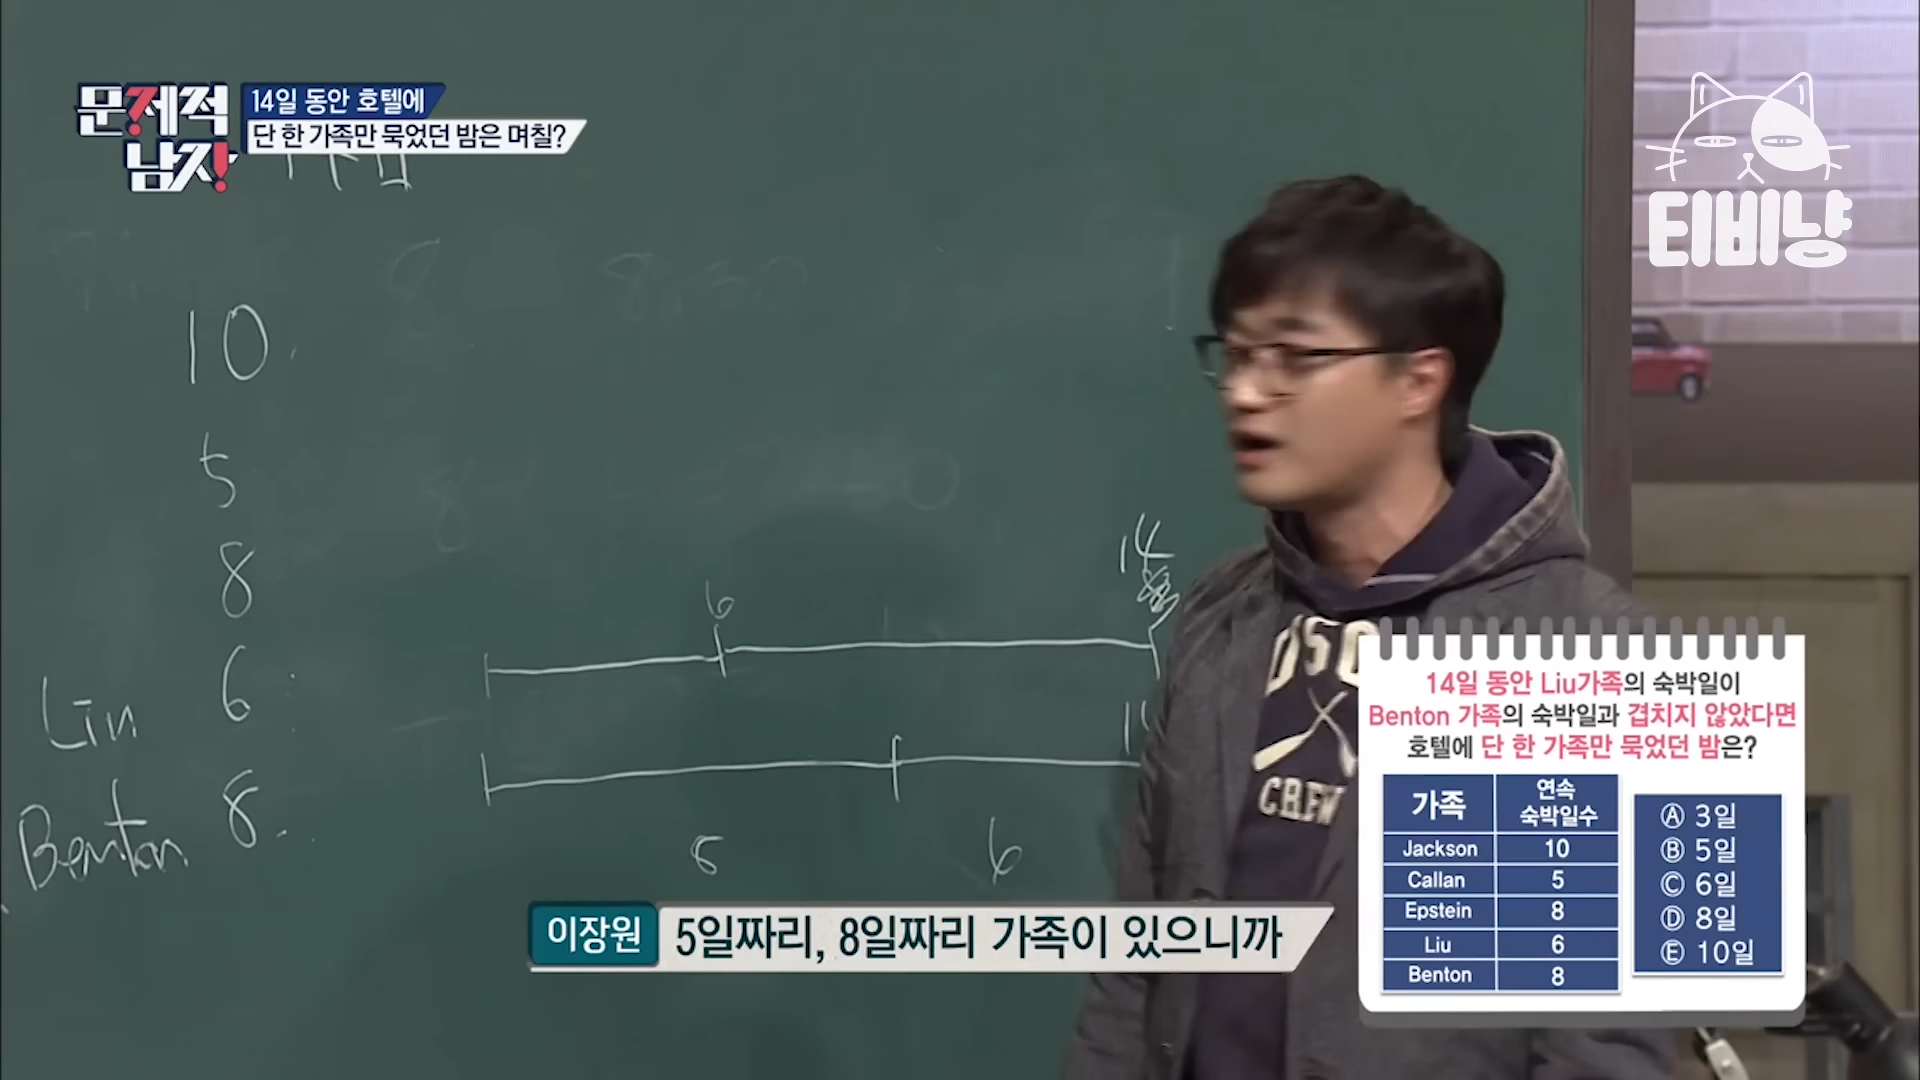 문제적
남자!
14일 동안 호텔에
단 한 가족만 묵었던 밤은 며칠?
티비냥
10
5
8
Liu 6
Benton 8
6
14
8
6
14일 동안 Liu가족의 숙박일이
Benton 가족의 숙박일과 겹치지 않았다면
호텔에 단 한 가족만 묵었던 밤은?
가족 연속 숙박일수
Jackson 10
Callan 5
Epstein 8
Liu 6
Benton 8
Ⓐ 3일
Ⓑ 5일
Ⓒ 6일
Ⓓ 8일
Ⓔ 10일
CREW
이장원 5일짜리, 8일짜리 가족이 있으니까